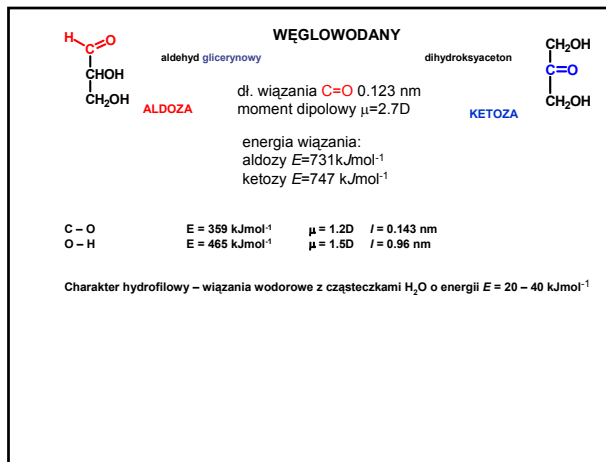 WĘGLOWODANY
H
C=O
CHOH
CH₂OH
aldehyd glicerynowy
ALDOZA
dihydroksyaceton
CH₂OH
C=O
CH₂OH
KETOZA
dł. wiązania C=O 0.123 nm
moment dipolowy μ=2.7D
energia wiązania:
aldozy E=731kJmol⁻¹
ketozy E=747 kJmol⁻¹
C – O E = 359 kJmol⁻¹ μ = 1.2D l = 0.143 nm
O – H E = 465 kJmol⁻¹ μ = 1.5D l = 0.96 nm
Charakter hydrofilowy – wiązania wodorowe z cząsteczkami H₂O o energii E = 20 – 40 kJmol⁻¹